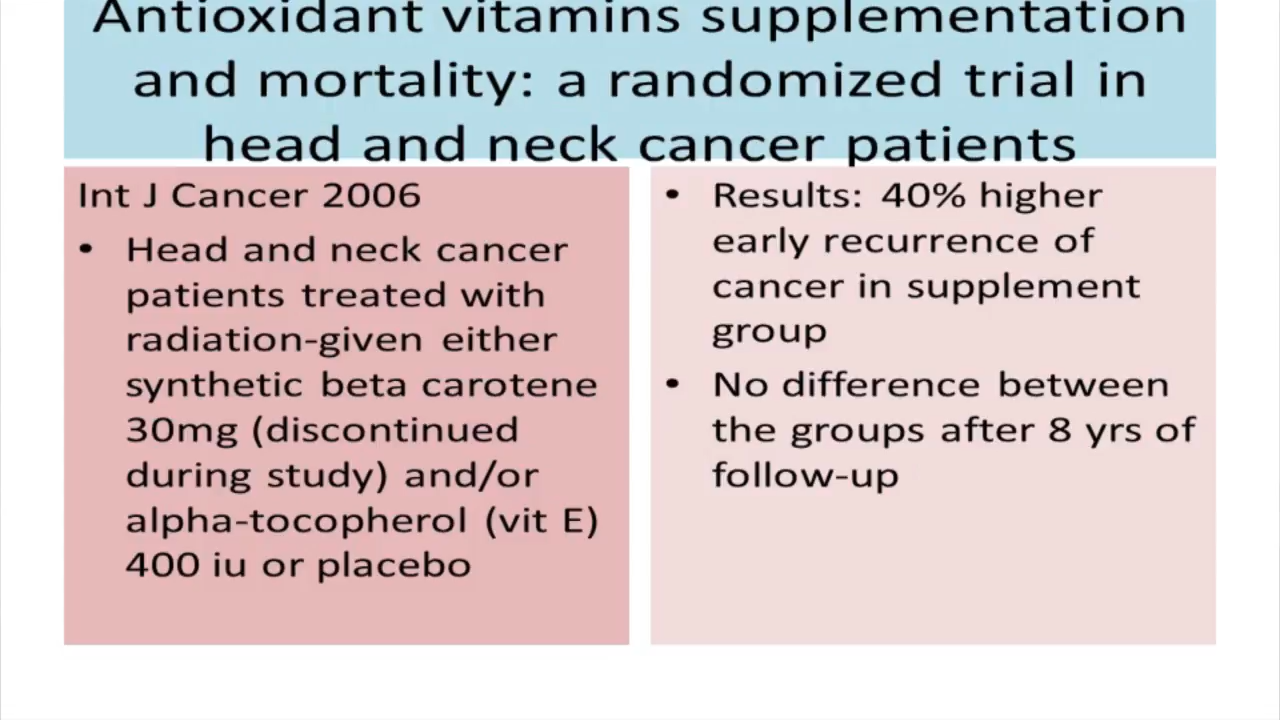 Antioxidant vitamins supplementation
and mortality: a randomized trial in
head and neck cancer patients
Int J Cancer 2006
• Head and neck cancer
patients treated with
radiation-given either
synthetic beta carotene
30mg (discontinued
during study) and/or
alpha-tocopherol (vit E)
400 iu or placebo
• Results: 40% higher
early recurrence of
cancer in supplement
group
• No difference between
the groups after 8 yrs of
follow-up